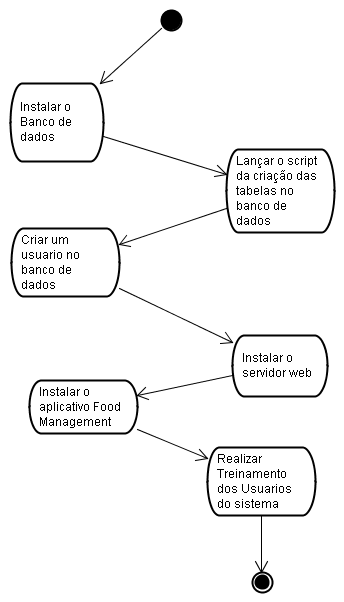 Instalar o
Banco de
dados
Lançar o script
da criação das
tabelas no
banco de
dados
Criar um
usuario no
banco de
dados
Instalar o
servidor web
Instalar o
aplicativo Food
Management
Realizar
Treinamento
dos Usuarios
do sistema